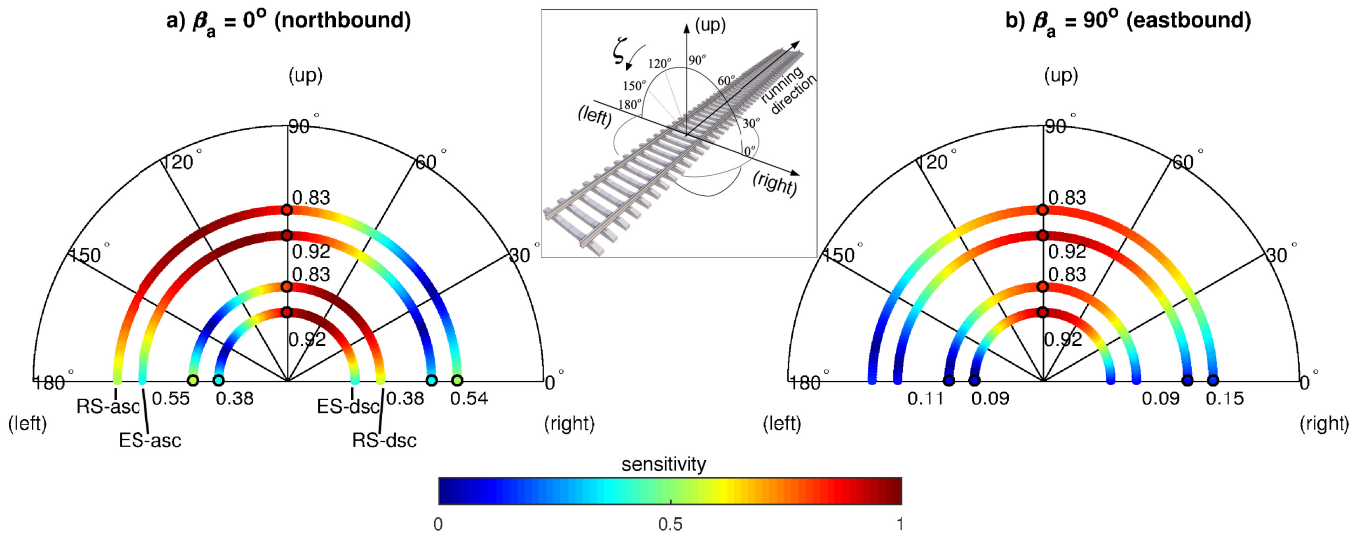 a) βa = 0° (northbound)
(up)
90°
120°
60°
150°
30°
180°
0°
0.83
0.92
0.83
0.92
0.55
0.38
0.38
0.54
RS-asc
ES-asc
ES-dsc
RS-dsc
(left)
(right)
ζ
(up)
90°
120°
60°
150°
30°
180°
0°
running
direction
(left)
(right)
b) βa = 90° (eastbound)
(up)
90°
120°
60°
150°
30°
180°
0°
0.83
0.92
0.83
0.92
0.11
0.09
0.09
0.15
(left)
(right)
sensitivity
0
0.5
1